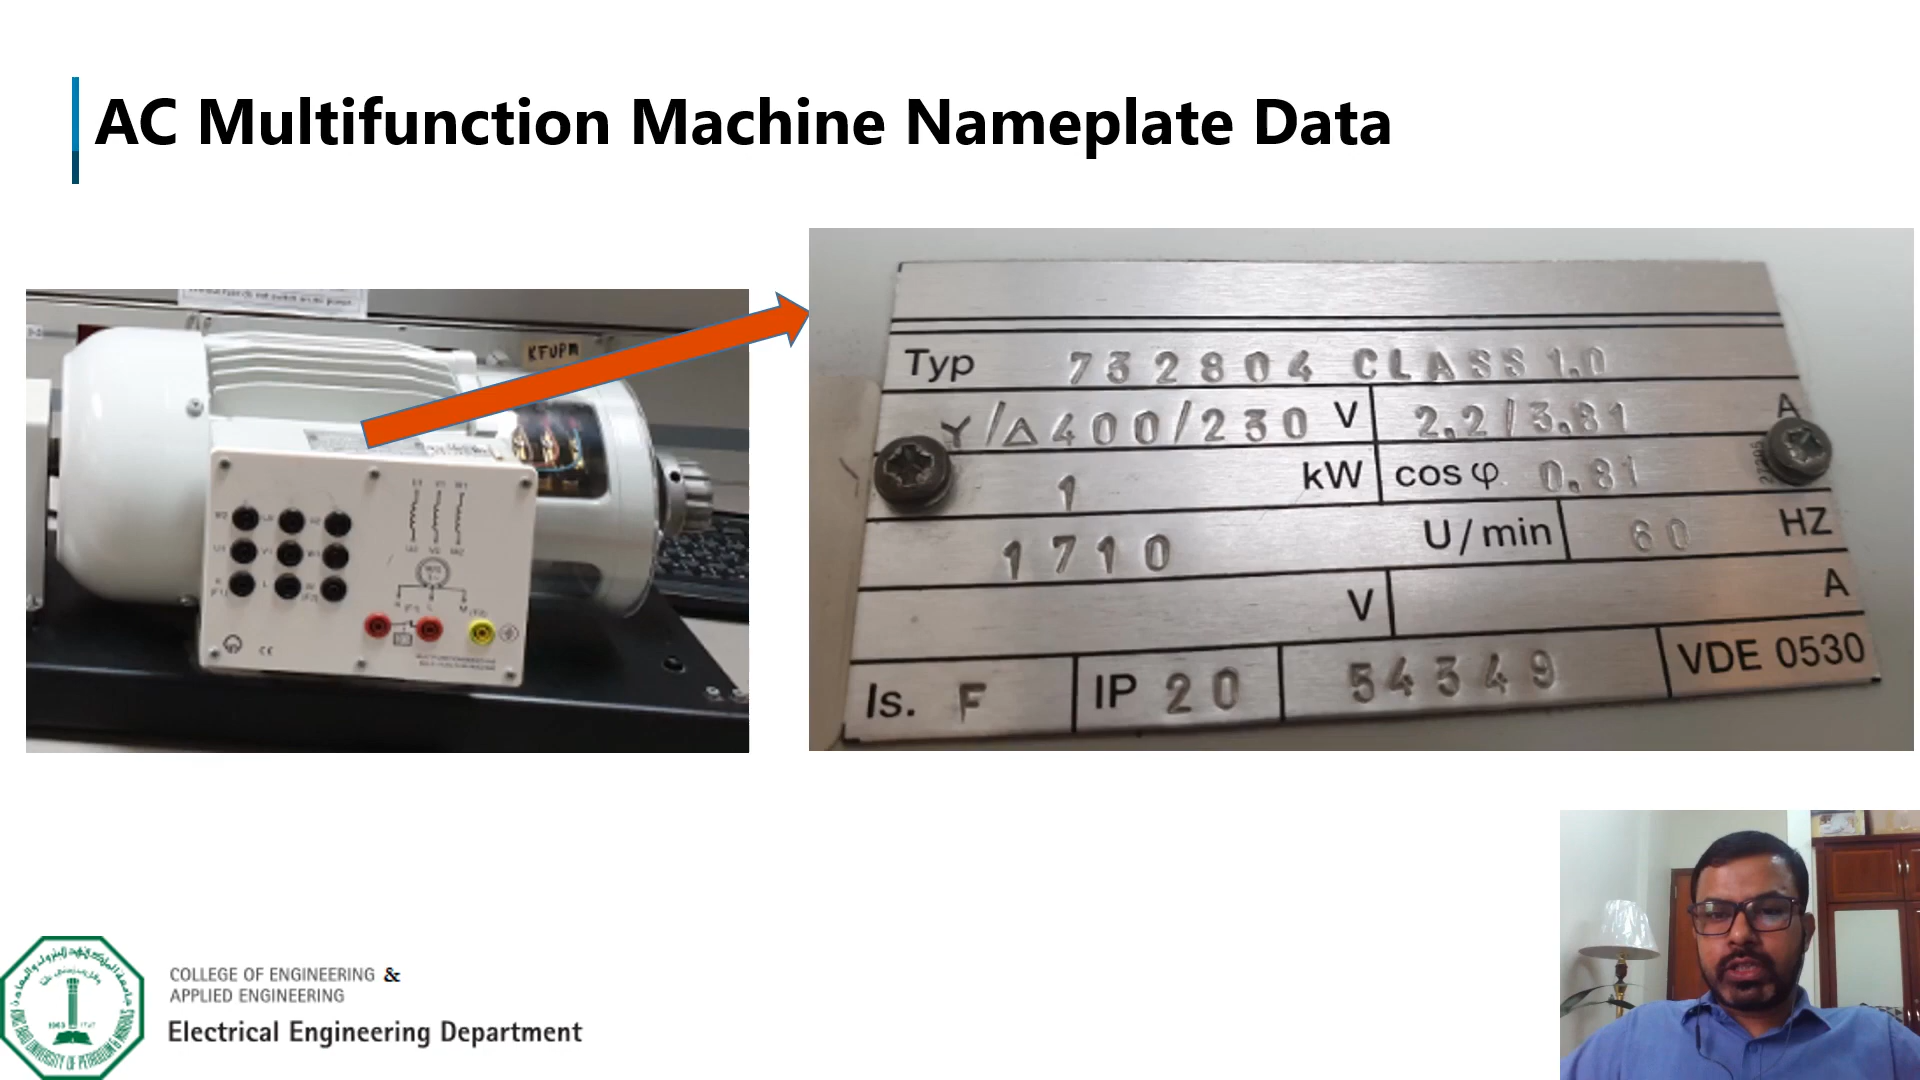 AC Multifunction Machine Nameplate Data
KFUPM
Typ 732804 CLASS 1.0
Y/Δ 400/230 V 2.2/3.81 A
1 kW cosφ 0.81
1710 U/min 60 HZ
V A
Is. F IP 20 54349 VDE 0530
COLLEGE OF ENGINEERING &
APPLIED ENGINEERING
Electrical Engineering Department